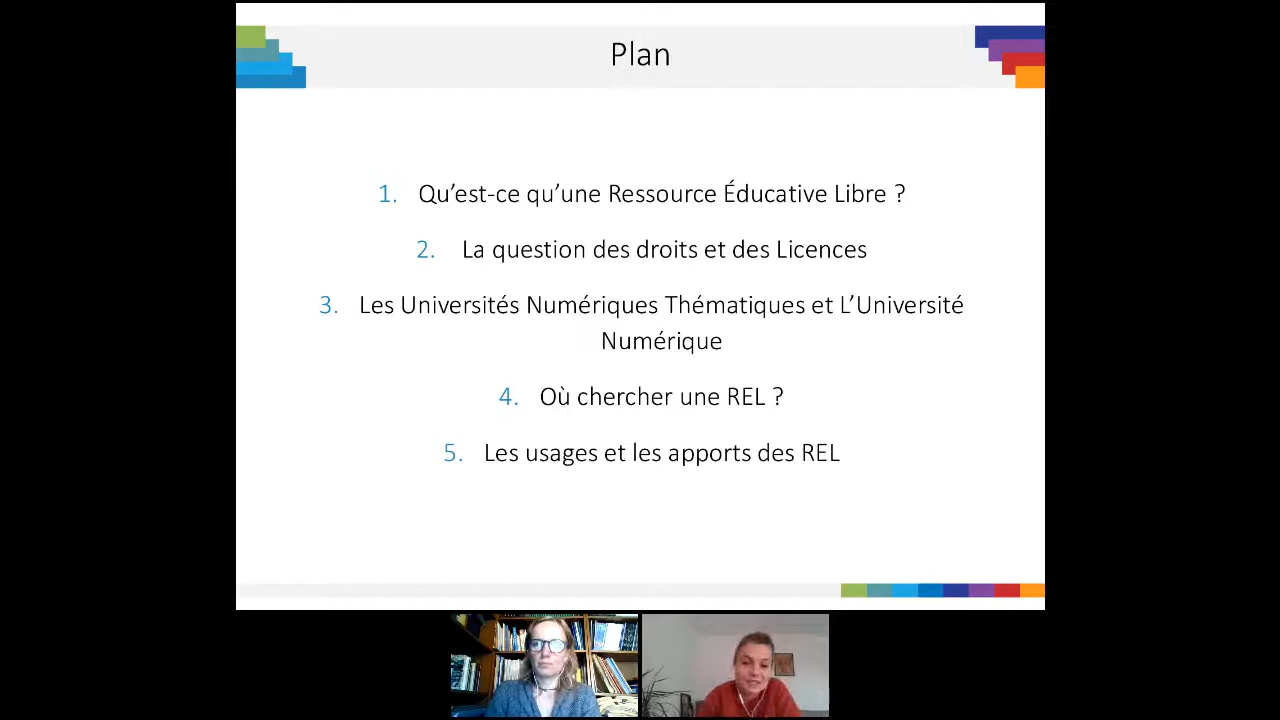 Plan
1. Qu’est-ce qu’une Ressource Éducative Libre ?
2. La question des droits et des Licences
3. Les Universités Numériques Thématiques et L’Université
Numérique
4. Où chercher une REL ?
5. Les usages et les apports des REL